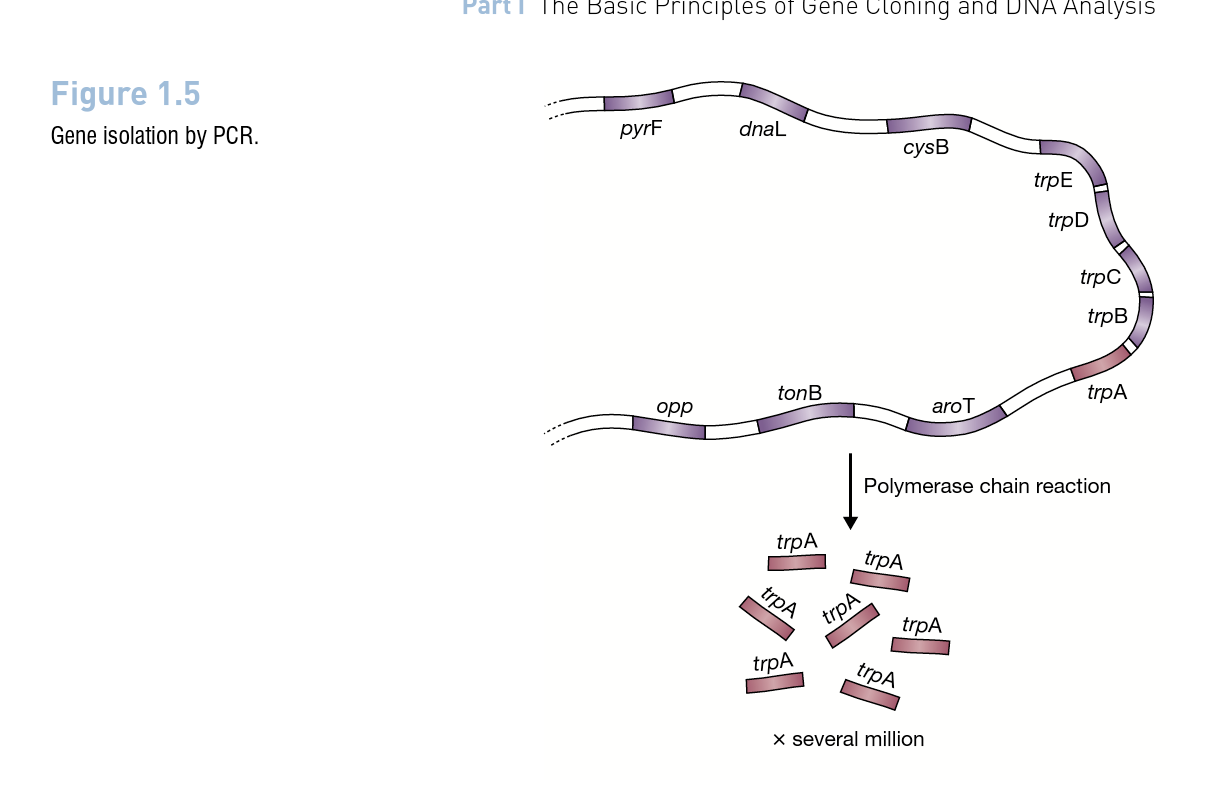 Part I The Basic Principles of Gene Cloning and DNA Analysis
Figure 1.5
Gene isolation by PCR.
pyrF
dnaL
cysB
trpE
trpD
trpC
trpB
trpA
aroT
tonB
opp
Polymerase chain reaction
trpA
trpA
trpA
trpA
trpA
trpA
trpA
× several million